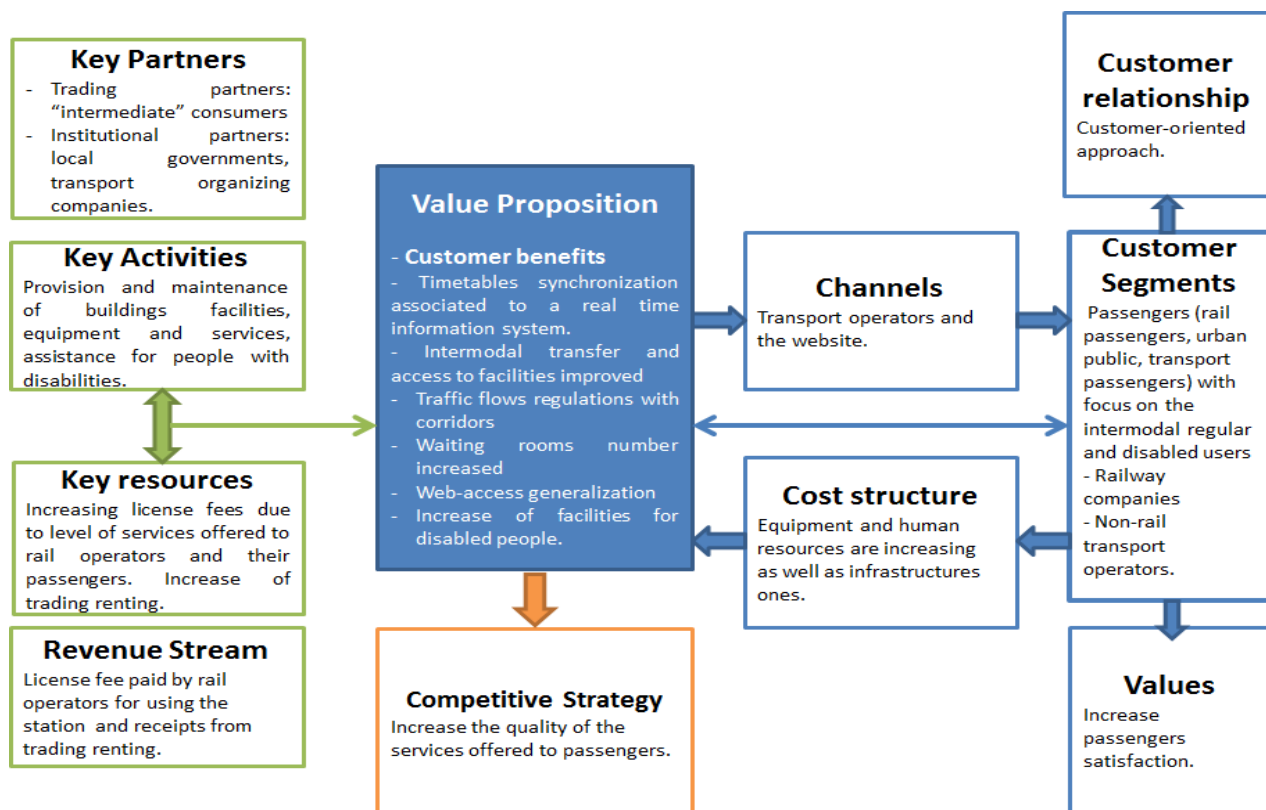 Key Partners
- Trading partners:
"intermediate" consumers
- Institutional partners:
local governments,
transport organizing
companies.
Key Activities
Provision and maintenance
of buildings facilities,
equipment and services,
assistance for people with
disabilities.
Key resources
Increasing license fees due
to level of services offered to
rail operators and their
passengers. Increase of
trading renting.
Revenue Stream
License fee paid by rail
operators for using the
station and receipts from
trading renting.
Value Proposition
- Customer benefits
- Timetables synchronization
associated to a real time
information system.
- Intermodal transfer and
access to facilities improved
- Traffic flows regulations with
corridors
- Waiting rooms number
increased
- Web-access generalization
- Increase of facilities for
disabled people.
Competitive Strategy
Increase the quality of the
services offered to passengers.
Channels
Transport operators and
the website.
Cost structure
Equipment and human
resources are increasing
as well as infrastructures
ones.
Customer
relationship
Customer-oriented
approach.
Customer
Segments
Passengers (rail
passengers, urban
public, transport
passengers) with
focus on the
intermodal regular
and disabled users
- Railway
companies
- Non-rail
transport
operators.
Values
Increase
passengers
satisfaction.